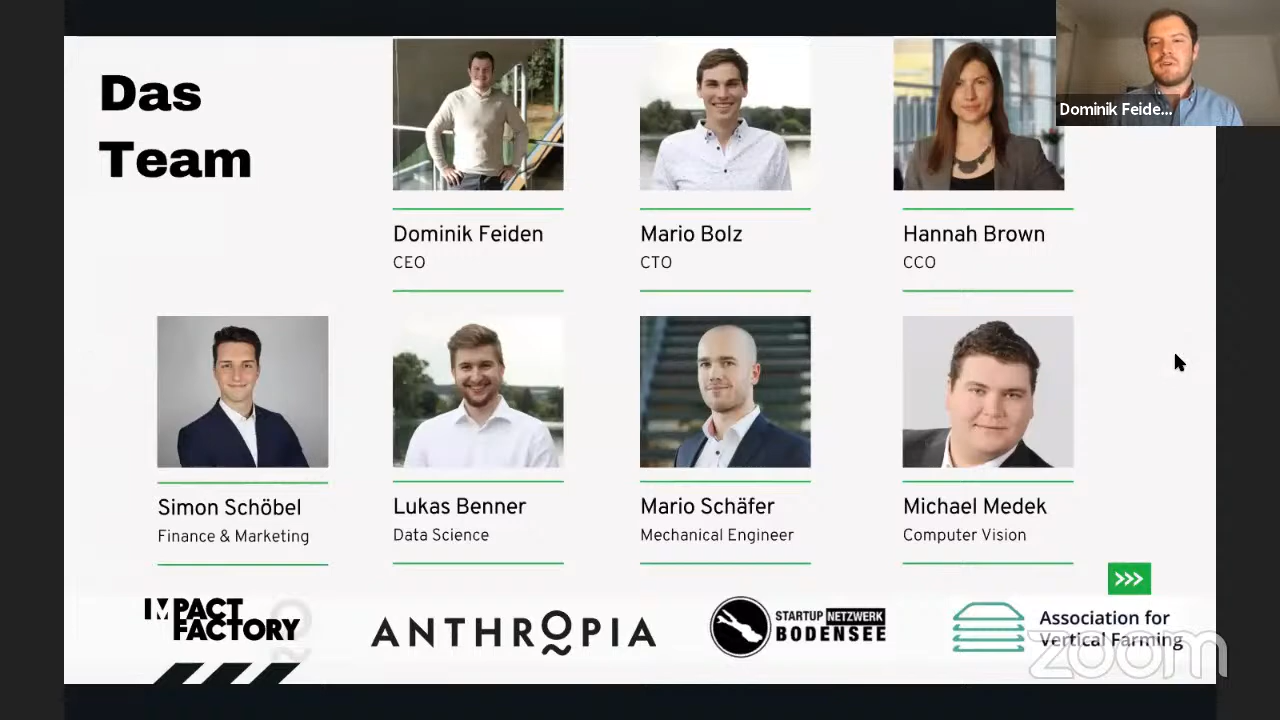 Das
Team
Dominik Feide...
Dominik Feiden
CEO
Mario Bolz
CTO
Hannah Brown
CCO
Simon Schöbel
Finance & Marketing
Lukas Benner
Data Science
Mario Schäfer
Mechanical Engineer
Michael Medek
Computer Vision
IMPACT
FACTORY
ANTHROPIA
STARTUP NETZWERK
BODENSEE
Association for
Vertical Farming
zoom